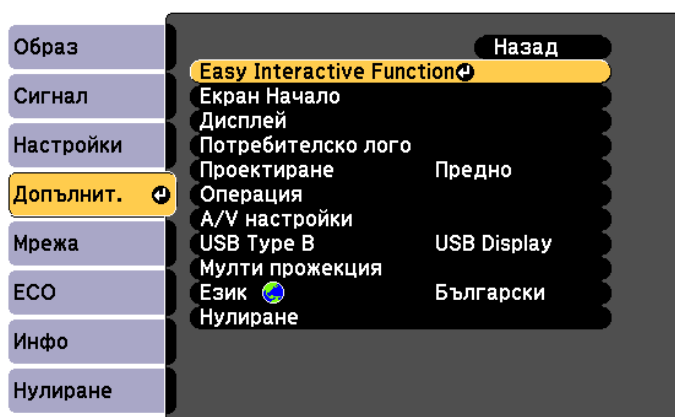 Образ
Сигнал
Настройки
Допълнит.
Мрежа
ECO
Инфо
Нулиране
Назад
Easy Interactive Function
Екран Начало
Дисплей
Потребителско лого
Проектиране Предно
Операция
A/V настройки
USB Type B USB Display
Мулти прожекция
Език Български
Нулиране